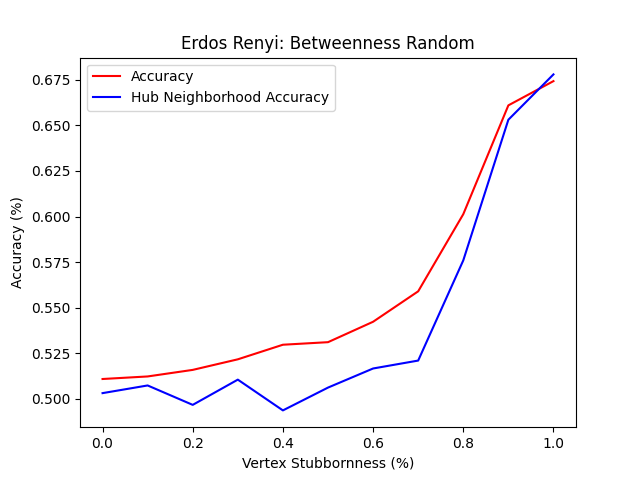 Erdos Renyi: Betweenness Random
Accuracy
Hub Neighborhood Accuracy
Accuracy (%)
0.675
0.650
0.625
0.600
0.575
0.550
0.525
0.500
0.0 0.2 0.4 0.6 0.8 1.0
Vertex Stubbornness (%)